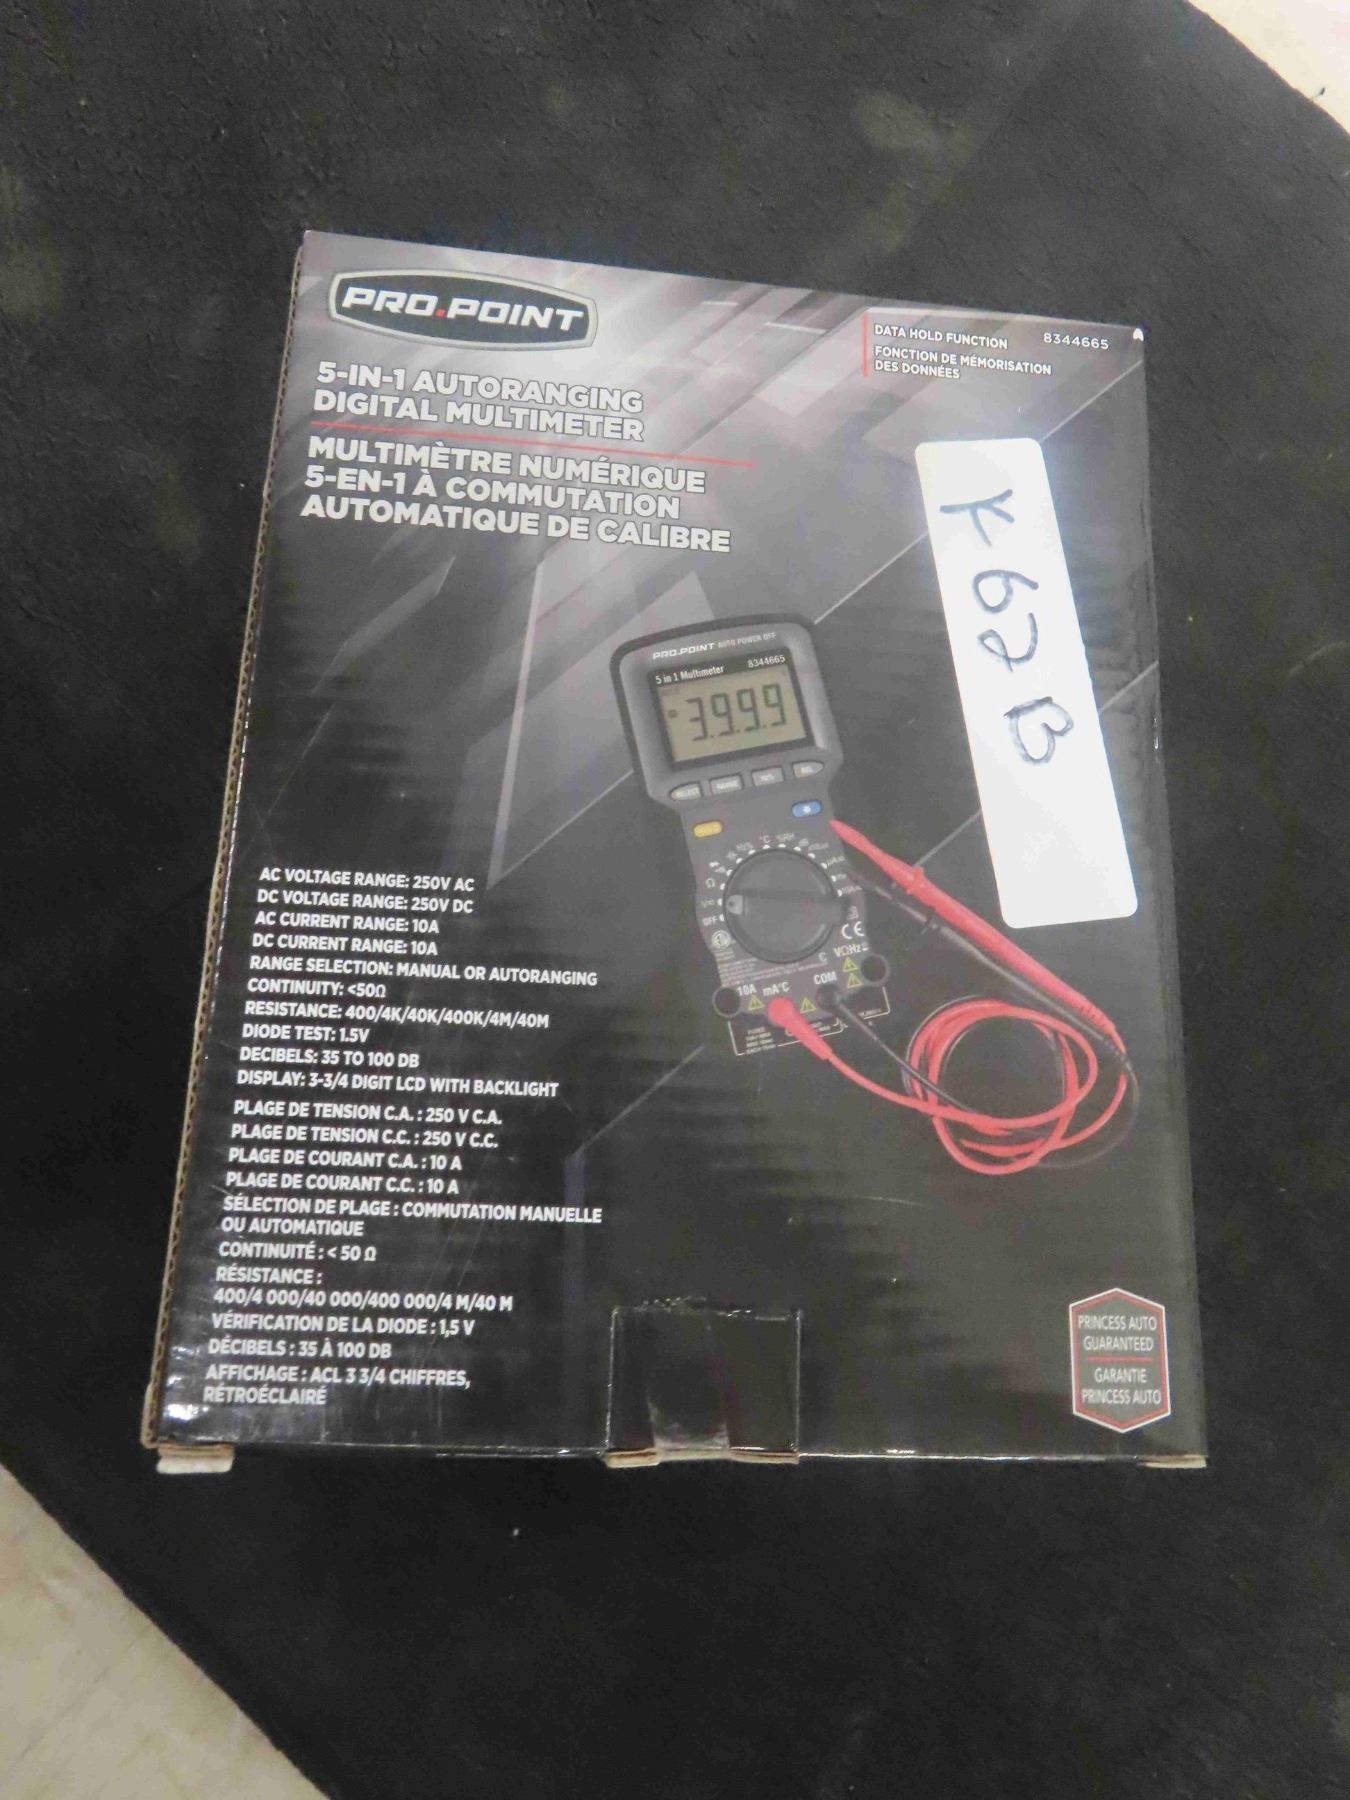 PRO.POINT
5-IN-1 AUTORANGING
DIGITAL MULTIMETER
MULTIMÈTRE NUMÉRIQUE
5-EN-1 À COMMUTATION
AUTOMATIQUE DE CALIBRE
DATA HOLD FUNCTION 8344665
FONCTION DE MÉMORISATION
DES DONNÉES
K62B
PRO.POINT AUTO POWER OFF
5 in 1 Multimeter 8344665
3.9.9.9
SELECT RANGE
°C %RH
Ω
OFF
CE
VΩHz
10A mA°C COM
AC VOLTAGE RANGE: 250V AC
DC VOLTAGE RANGE: 250V DC
AC CURRENT RANGE: 10A
DC CURRENT RANGE: 10A
RANGE SELECTION: MANUAL OR AUTORANGING
CONTINUITY: <50Ω
RESISTANCE: 400/4K/40K/400K/4M/40M
DIODE TEST: 1.5V
DECIBELS: 35 TO 100 DB
DISPLAY: 3-3/4 DIGIT LCD WITH BACKLIGHT
PLAGE DE TENSION C.A. : 250 V C.A.
PLAGE DE TENSION C.C. : 250 V C.C.
PLAGE DE COURANT C.A. : 10 A
PLAGE DE COURANT C.C. : 10 A
SÉLECTION DE PLAGE : COMMUTATION MANUELLE
OU AUTOMATIQUE
CONTINUITÉ : < 50 Ω
RÉSISTANCE :
400/4 000/40 000/400 000/4 M/40 M
VÉRIFICATION DE LA DIODE : 1,5 V
DÉCIBELS : 35 À 100 DB
AFFICHAGE : ACL 3 3/4 CHIFFRES,
RÉTROÉCLAIRÉ
PRINCESS AUTO
GUARANTEED
GARANTIE
PRINCESS AUTO